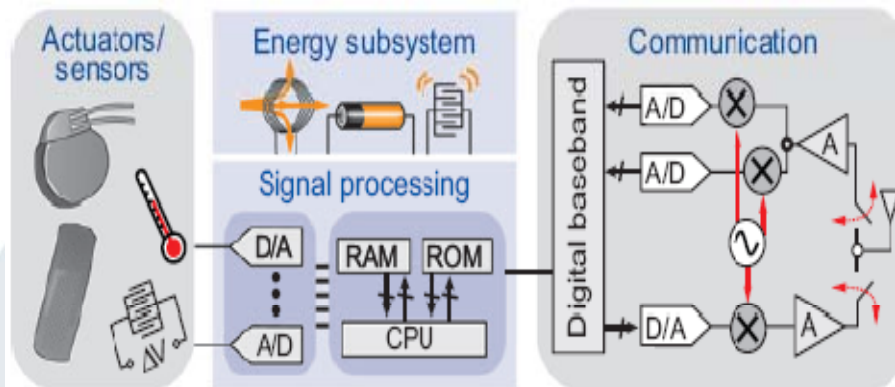 Actuators/
sensors
ΔV
Energy subsystem
Signal processing
D/A
A/D
RAM
ROM
CPU
Communication
Digital baseband
A/D
A
A/D
D/A
A